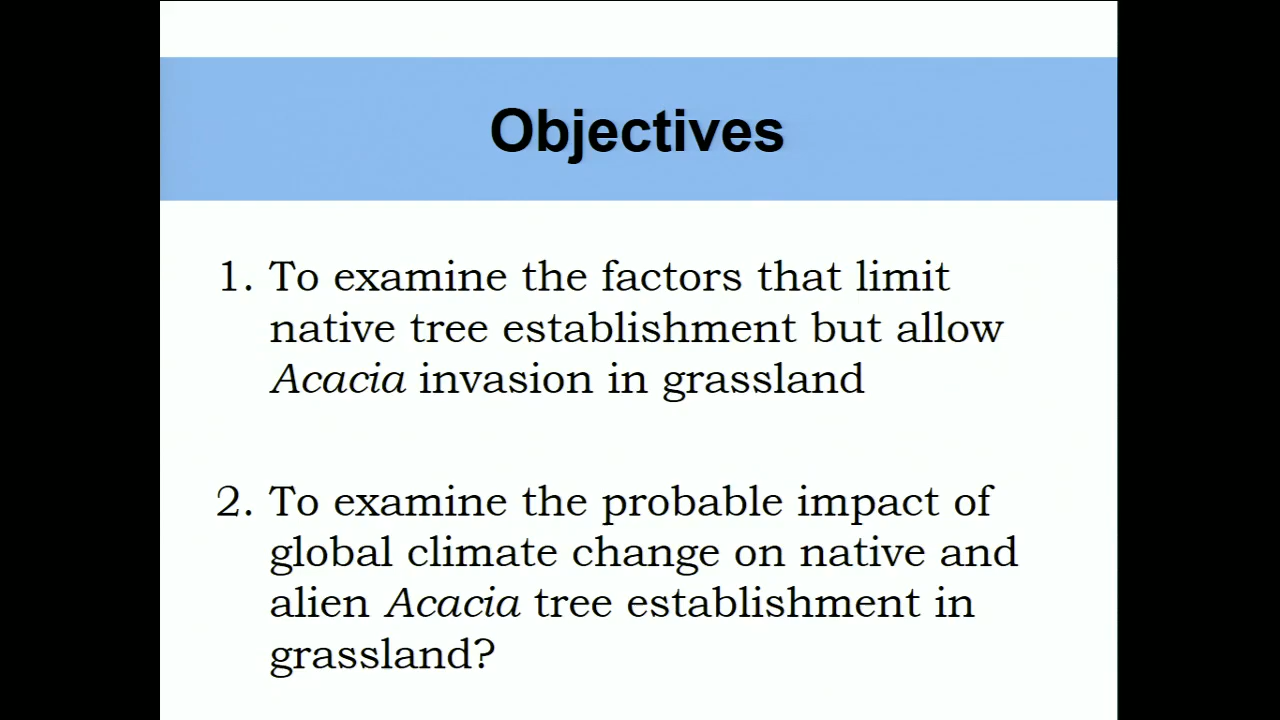 Objectives
1. To examine the factors that limit
native tree establishment but allow
Acacia invasion in grassland
2. To examine the probable impact of
global climate change on native and
alien Acacia tree establishment in
grassland?